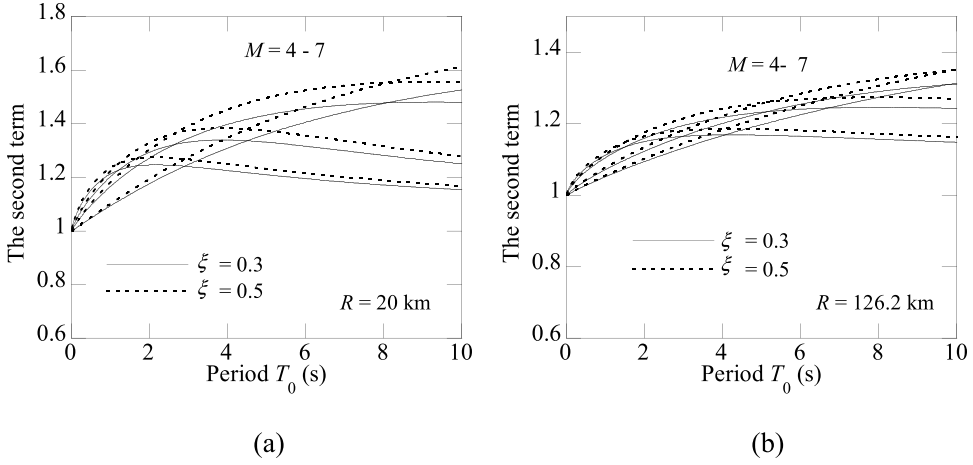 1.8
1.6
1.4
1.2
1
0.8
0.6
The second term
M = 4 - 7
ξ = 0.3
ξ = 0.5
R = 20 km
0 2 4 6 8 10
Period T0 (s)
(a)
1.4
1.2
1
0.8
0.6
The second term
M = 4- 7
ξ = 0.3
ξ = 0.5
R = 126.2 km
0 2 4 6 8 10
Period T0 (s)
(b)